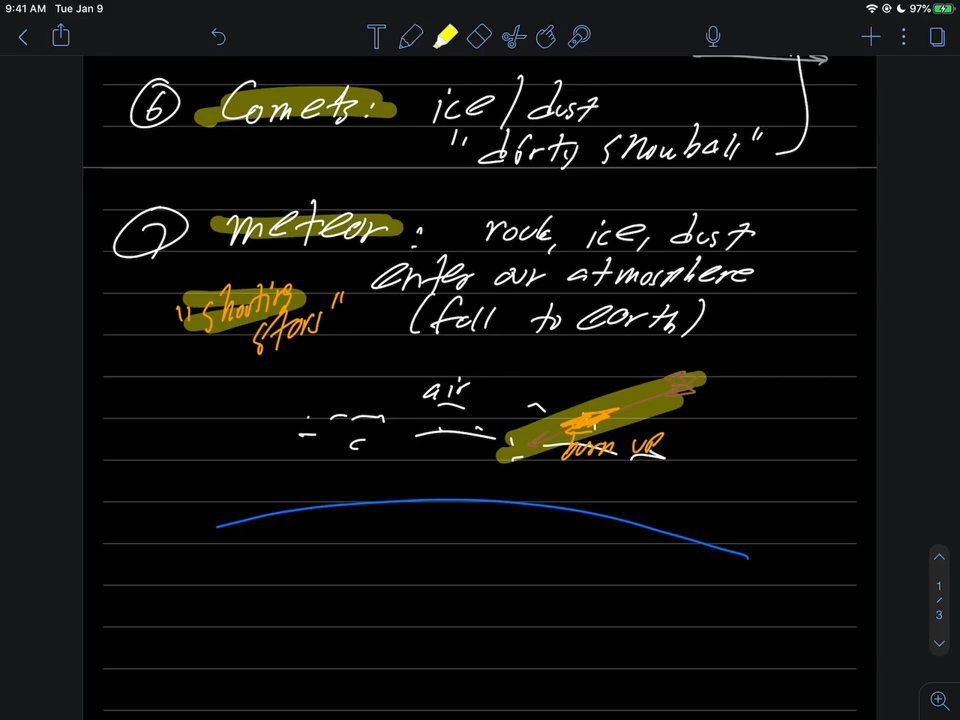 9:41 AM Tue Jan 9
97%
⑥ Comets: ice/dust
"dirty snowball"
⑦ meteor: rock, ice, dust
enter our atmosphere
"shooting stars"
(fall to earth)
air
burn up
1
/
3